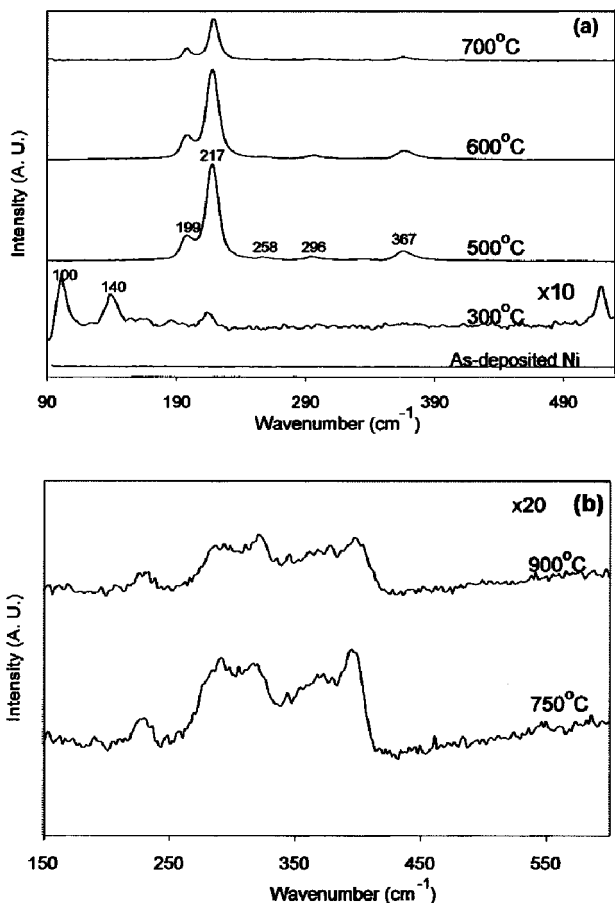 (a)
700°C
600°C
217
199
258
296
367
500°C
100
140
x10
300°C
As-deposited Ni
90
190
290
390
490
Wavenumber (cm⁻¹)
Intensity (A. U.)
x20
(b)
900°C
750°C
150
250
350
450
550
Wavenumber (cm⁻¹)
Intensity (A. U.)